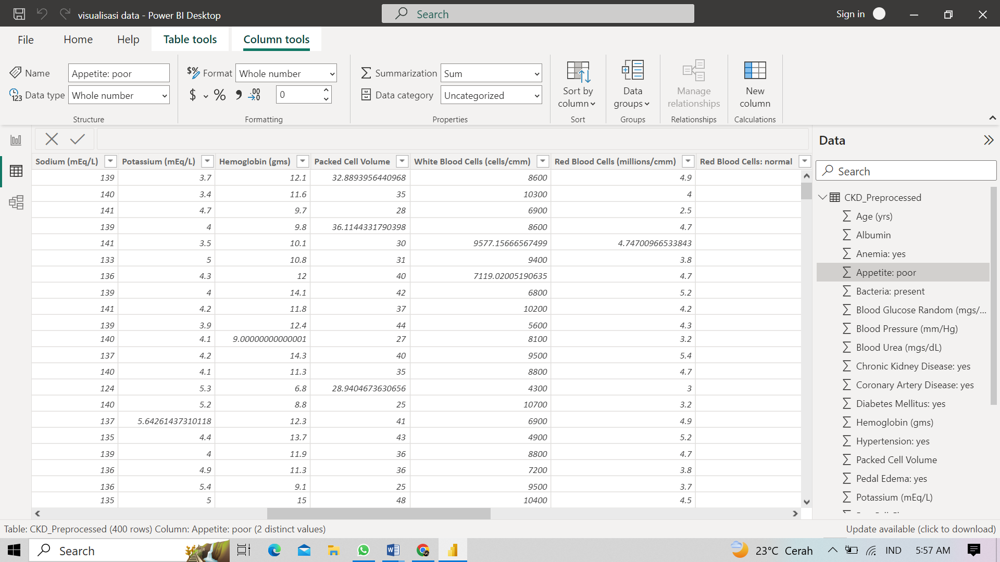 visualisasi data - Power BI Desktop
Search
Sign in
File Home Help Table tools Column tools
Name Appetite: poor
Data type Whole number
Structure
$% Format Whole number
$ % 9 .00 0
Formatting
Summarization Sum
Data category Uncategorized
Properties
Sort by column
Sort
Data groups
Groups
Manage relationships
Relationships
New column
Calculations
Sodium (mEq/L) Potassium (mEq/L) Hemoglobin (gms) Packed Cell Volume White Blood Cells (cells/cmm) Red Blood Cells (millions/cmm) Red Blood Cells: normal
139 3.7 12.1 32.8893956440968 8600 4.9
140 3.4 11.6 35 10300 4
141 4.7 9.7 28 6900 2.5
139 4 9.8 36.1144331790398 8600 4.7
141 3.5 10.1 30 9577.15666567499 4.74700966533843
133 5 10.8 31 9400 3.8
136 4.3 12 40 7119.02005190635 4.7
139 4 14.1 42 6800 5.2
141 4.2 11.8 37 10200 4.2
139 3.9 12.4 44 5600 4.3
140 4.1 9.00000000000001 27 8100 3.2
137 4.2 14.3 40 9500 5.4
140 4.1 11.3 35 8800 4.7
124 5.3 6.8 28.9404673630656 4300 3
140 5.2 8.8 25 10700 3.2
137 5.64261437310118 12.3 41 6900 4.9
135 4.4 13.7 43 4900 5.2
139 4 11.9 36 8800 4.7
136 4.9 11.3 36 7200 3.8
136 5.4 9.1 25 9500 3.7
135 5 15 48 10400 4.5
Data
Search
CKD_Preprocessed
Age (yrs)
Albumin
Anemia: yes
Appetite: poor
Bacteria: present
Blood Glucose Random (mgs/...
Blood Pressure (mm/Hg)
Blood Urea (mgs/dL)
Chronic Kidney Disease: yes
Coronary Artery Disease: yes
Diabetes Mellitus: yes
Hemoglobin (gms)
Hypertension: yes
Packed Cell Volume
Pedal Edema: yes
Potassium (mEq/L)
Table: CKD_Preprocessed (400 rows) Column: Appetite: poor (2 distinct values)
Update available (click to download)
Search
23°C Cerah
IND
5:57 AM